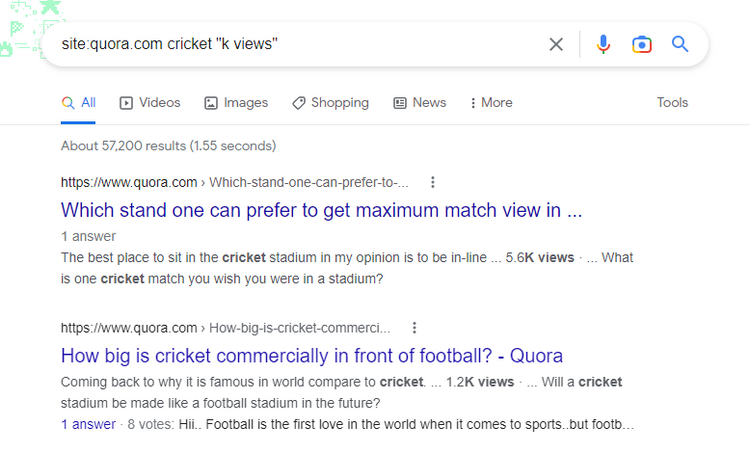 site:quora.com cricket "k views"
All Videos Images Shopping News More Tools
About 57,200 results (1.55 seconds)
https://www.quora.com › Which-stand-one-can-prefer-to-...
Which stand one can prefer to get maximum match view in ...
1 answer
The best place to sit in the cricket stadium in my opinion is to be in-line ... 5.6K views · ... What
is one cricket match you wish you were in a stadium?
https://www.quora.com › How-big-is-cricket-commerci...
How big is cricket commercially in front of football? - Quora
Coming back to why it is famous in world compare to cricket. ... 1.2K views · ... Will a cricket
stadium be made like a football stadium in the future?
1 answer · 8 votes: Hii.. Football is the first love in the world when it comes to sports..but footb...